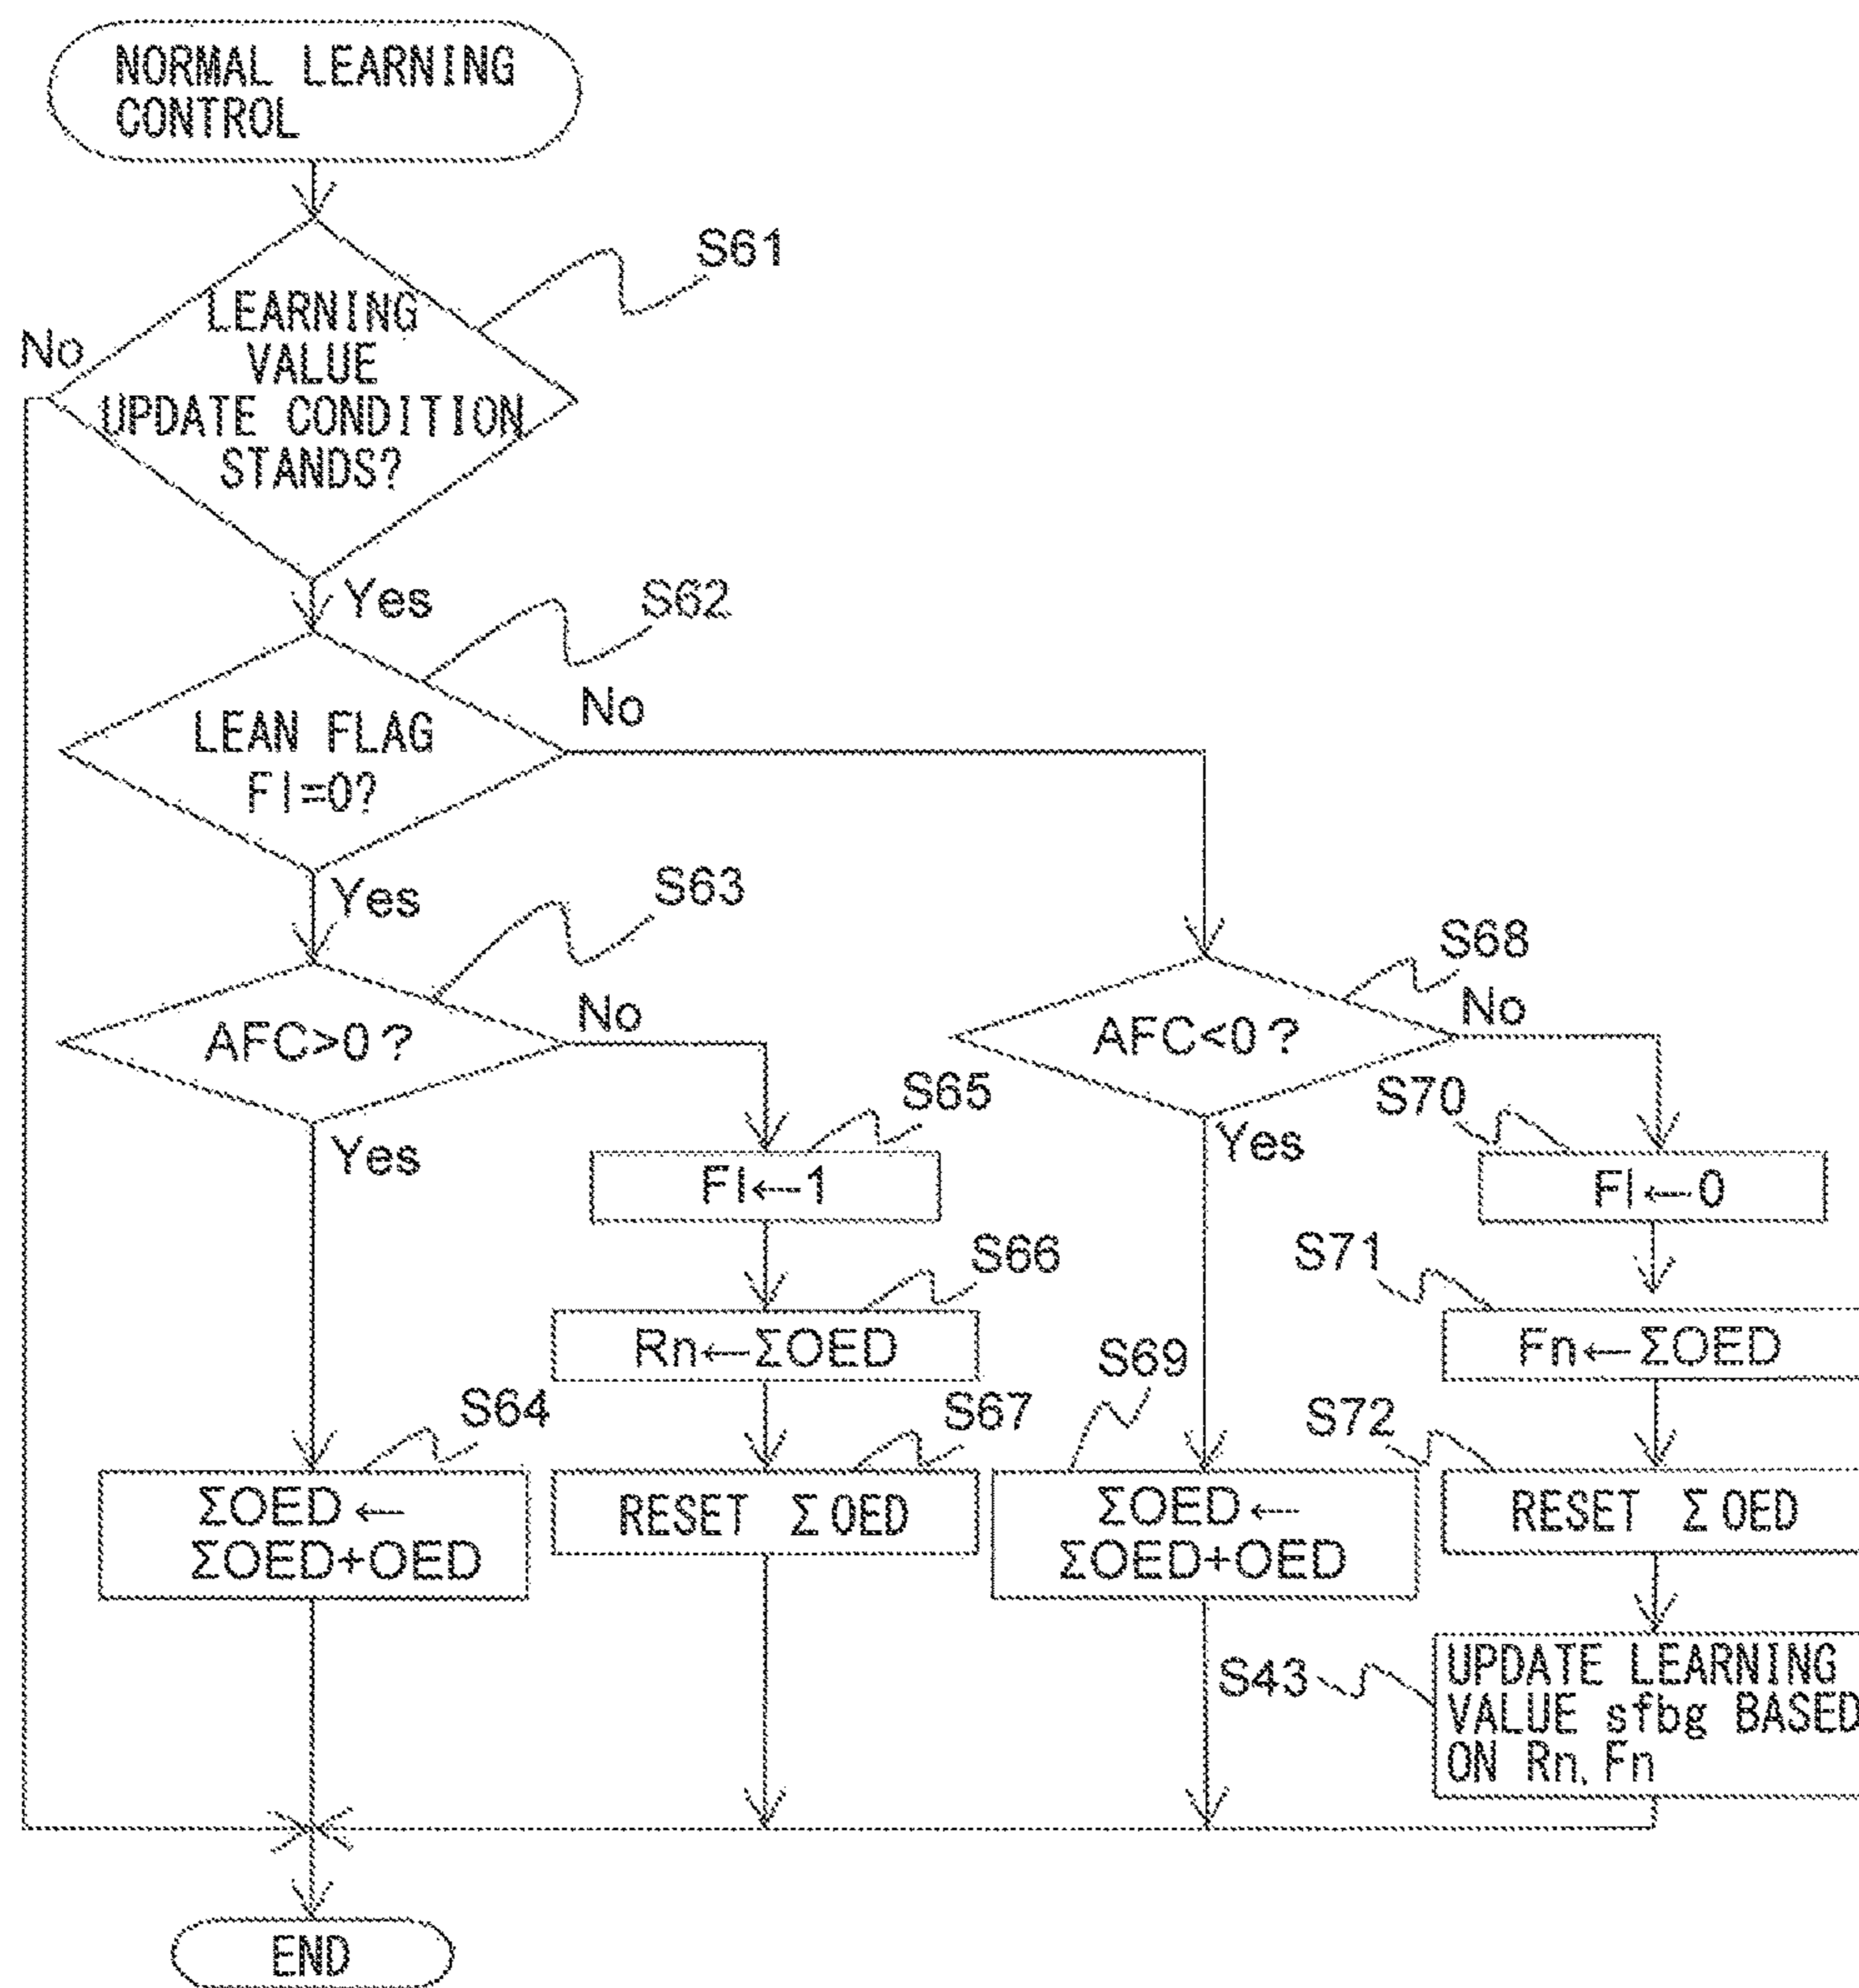 NORMAL LEARNING
CONTROL
S61
LEARNING
VALUE
UPDATE CONDITION
STANDS?
No
Yes
S62
LEAN FLAG
Fl=0?
No
Yes
S63
AFC>0?
No
Yes
S68
AFC<0?
No
Yes
S65
Fl←1
S70
Fl←0
S66
Rn←ΣOED
S71
Fn←ΣOED
S64
ΣOED←
ΣOED+OED
S67
RESET ΣOED
S69
ΣOED←
ΣOED+OED
S72
RESET ΣOED
S43
UPDATE LEARNING
VALUE sfbg BASED
ON Rn, Fn
END